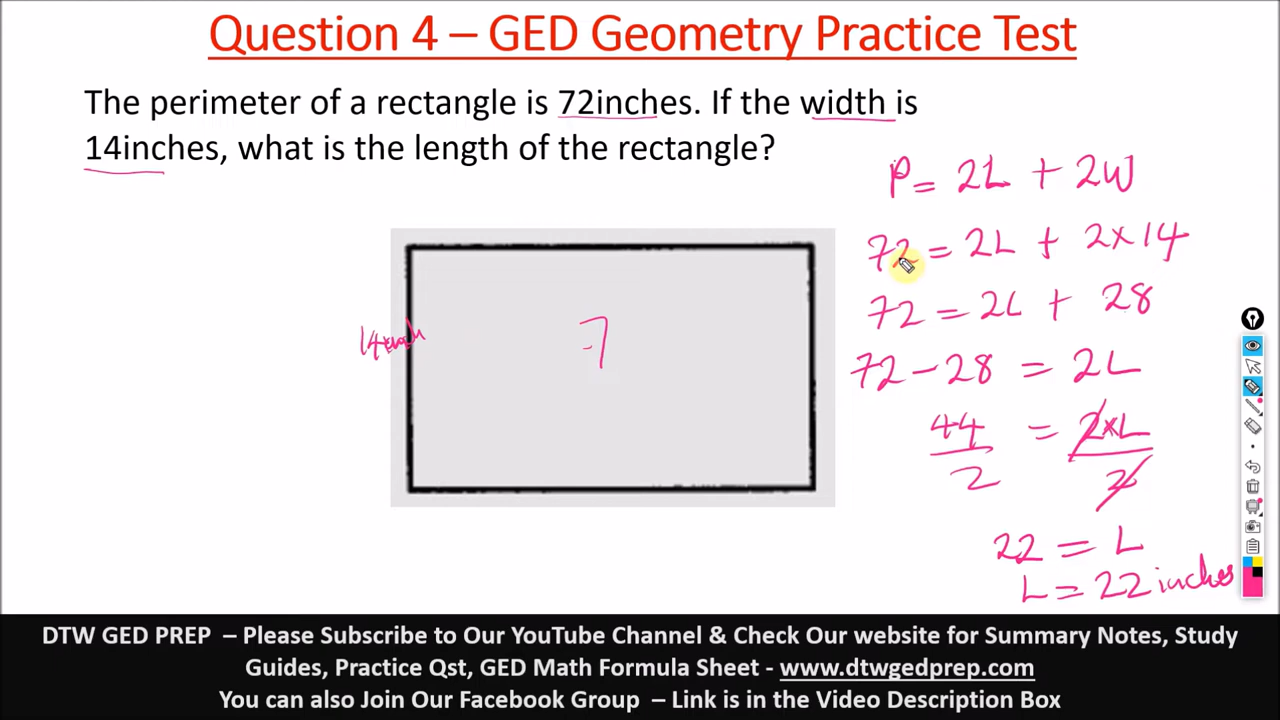 Question 4 – GED Geometry Practice Test
The perimeter of a rectangle is 72inches. If the width is
14inches, what is the length of the rectangle?
P = 2L + 2W
72 = 2L + 2×14
72 = 2L + 28
72 - 28 = 2L
44/2 = 2×L/2
22 = L
L = 22 inches
DTW GED PREP – Please Subscribe to Our YouTube Channel & Check Our website for Summary Notes, Study
Guides, Practice Qst, GED Math Formula Sheet - www.dtwgedprep.com
You can also Join Our Facebook Group – Link is in the Video Description Box